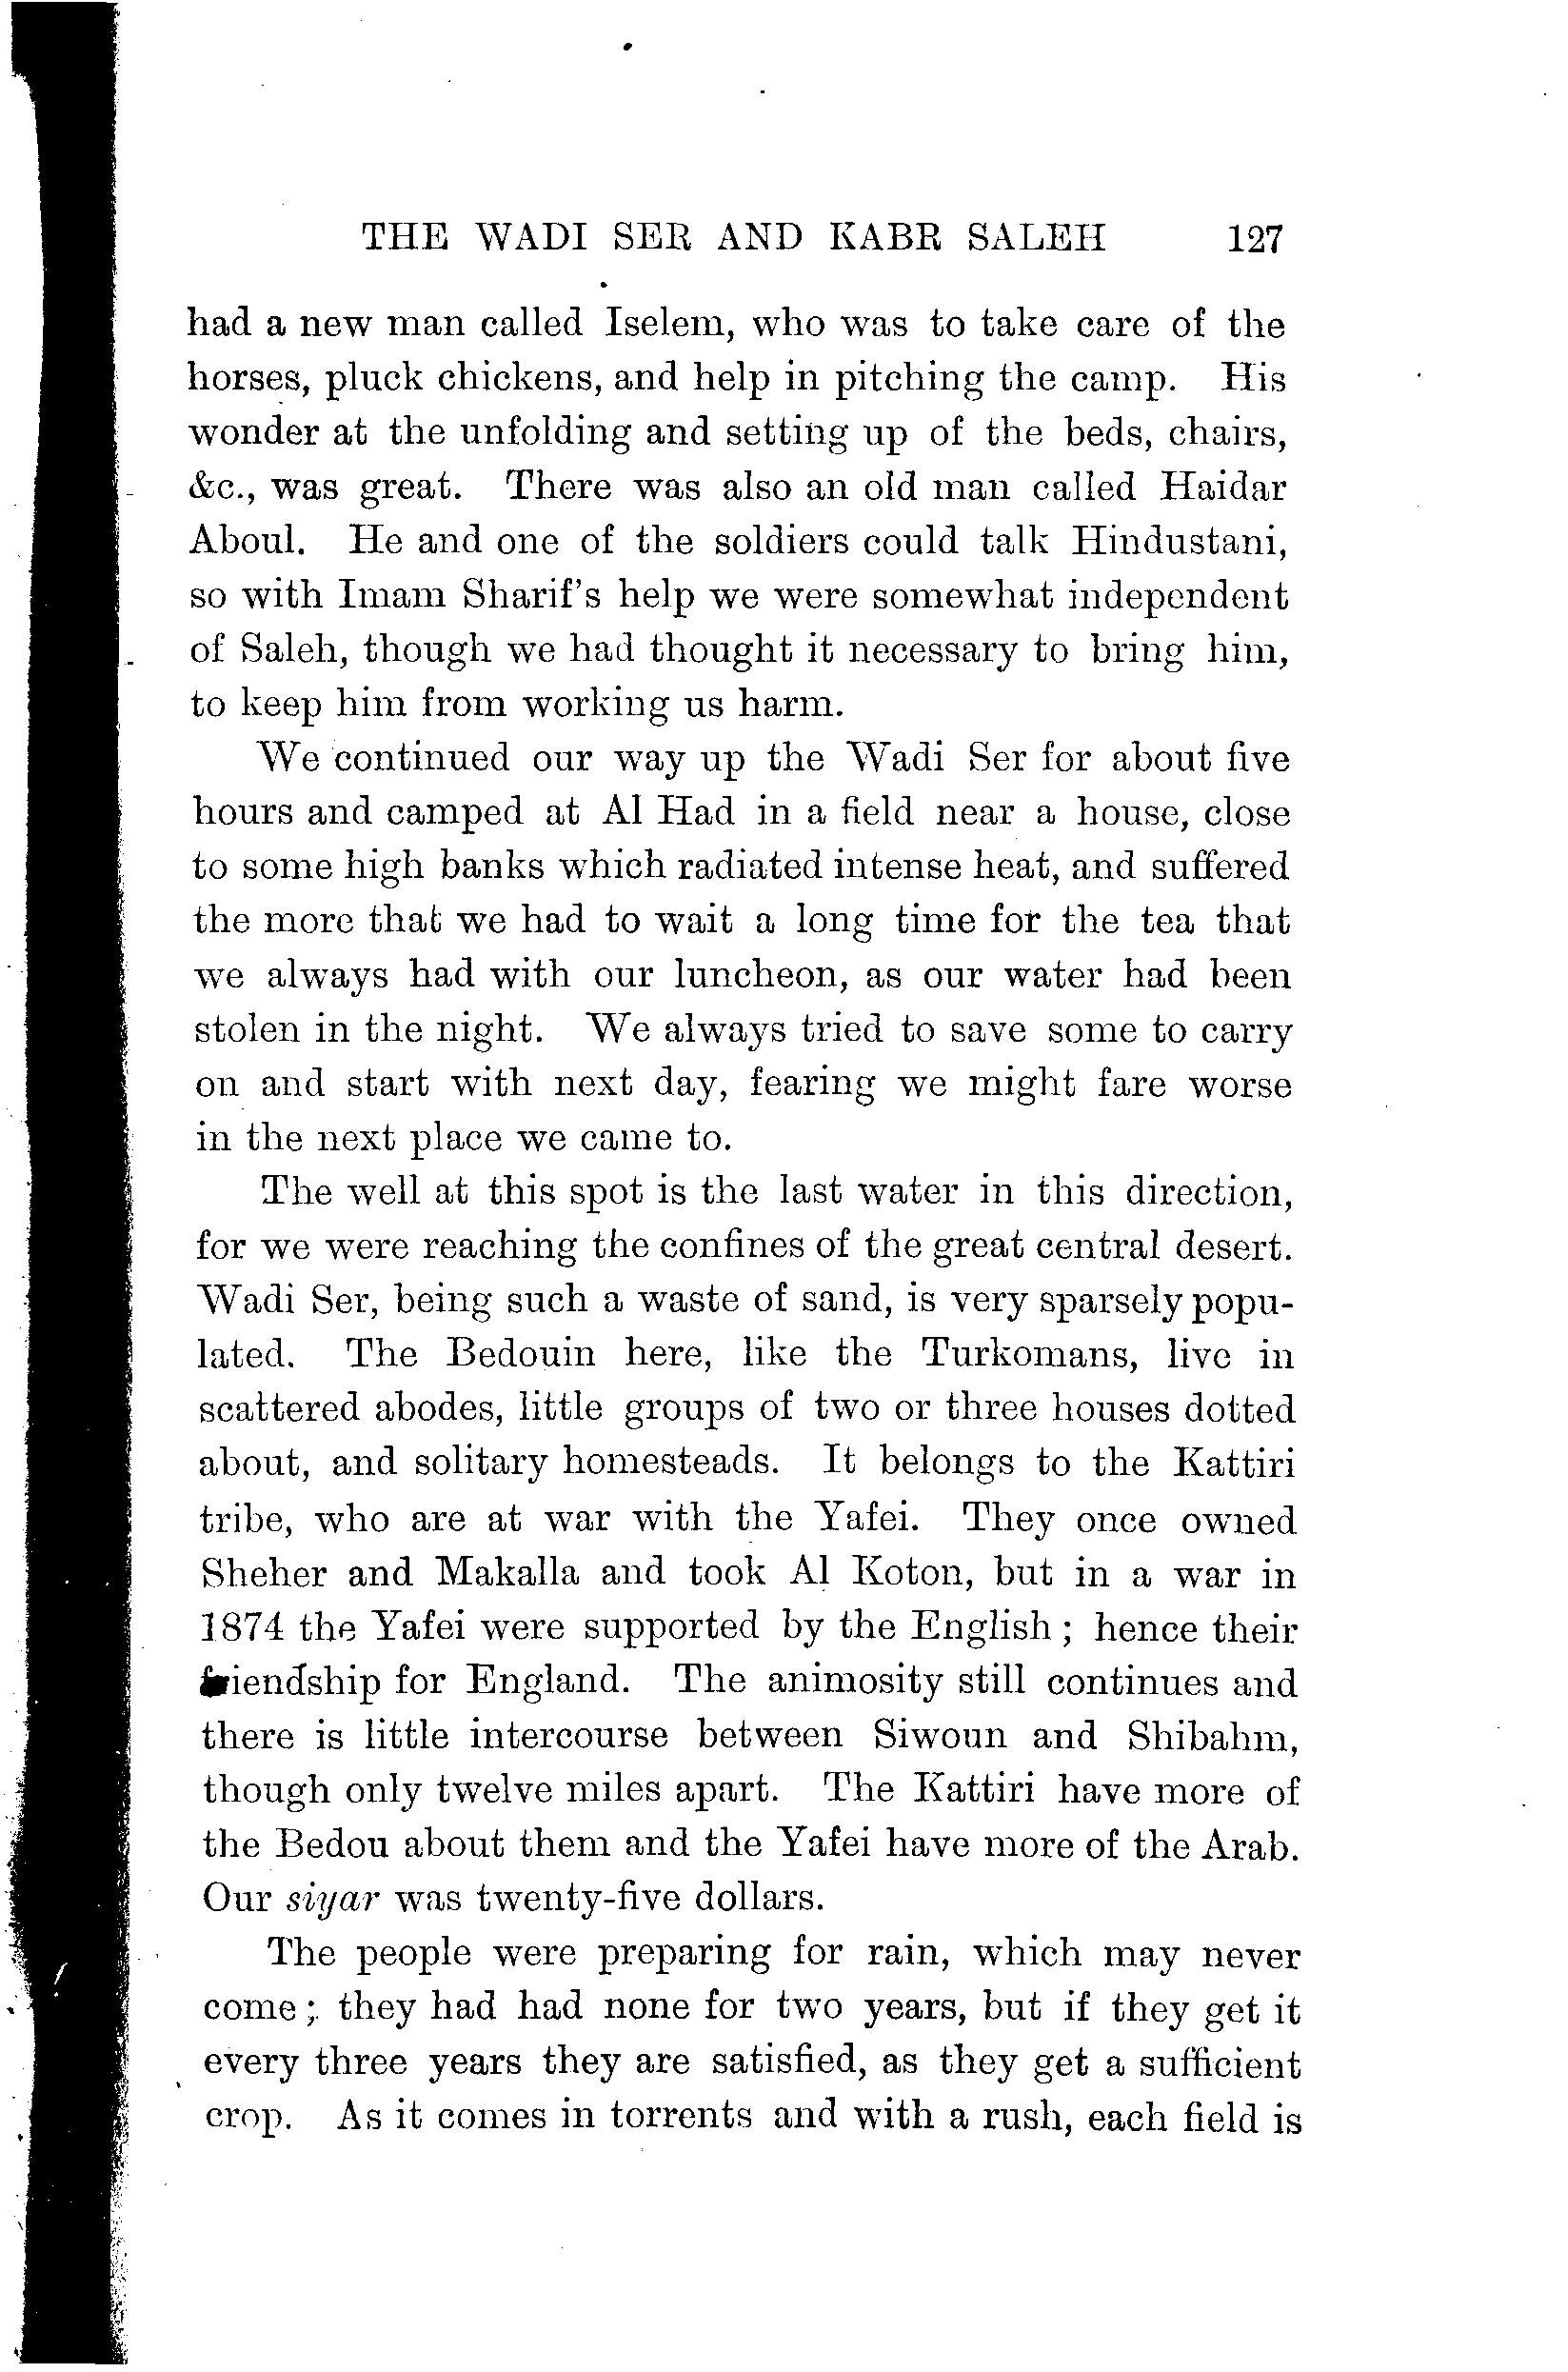 THE WADI SER AND KABR SALEH 127
had a new man called Iselem, who was to take care of the
horses, pluck chickens, and help in pitching the camp. His
wonder at the unfolding and setting up of the beds, chairs,
&c., was great. There was also an old man called Haidar
Aboul. He and one of the soldiers could talk Hindustani,
so with Imam Sharif's help we were somewhat independent
of Saleh, though we had thought it necessary to bring him,
to keep him from working us harm.
We continued our way up the Wadi Ser for about five
hours and camped at Al Had in a field near a house, close
to some high banks which radiated intense heat, and suffered
the more that we had to wait a long time for the tea that
we always had with our luncheon, as our water had been
stolen in the night. We always tried to save some to carry
on and start with next day, fearing we might fare worse
in the next place we came to.
The well at this spot is the last water in this direction,
for we were reaching the confines of the great central desert.
Wadi Ser, being such a waste of sand, is very sparsely popu-
lated. The Bedouin here, like the Turkomans, live in
scattered abodes, little groups of two or three houses dotted
about, and solitary homesteads. It belongs to the Kattiri
tribe, who are at war with the Yafei. They once owned
Sheher and Makalla and took Al Koton, but in a war in
1874 the Yafei were supported by the English; hence their
friendship for England. The animosity still continues and
there is little intercourse between Siwoun and Shibahm,
though only twelve miles apart. The Kattiri have more of
the Bedou about them and the Yafei have more of the Arab.
Our siyar was twenty-five dollars.
The people were preparing for rain, which may never
come; they had had none for two years, but if they get it
every three years they are satisfied, as they get a sufficient
crop. As it comes in torrents and with a rush, each field is